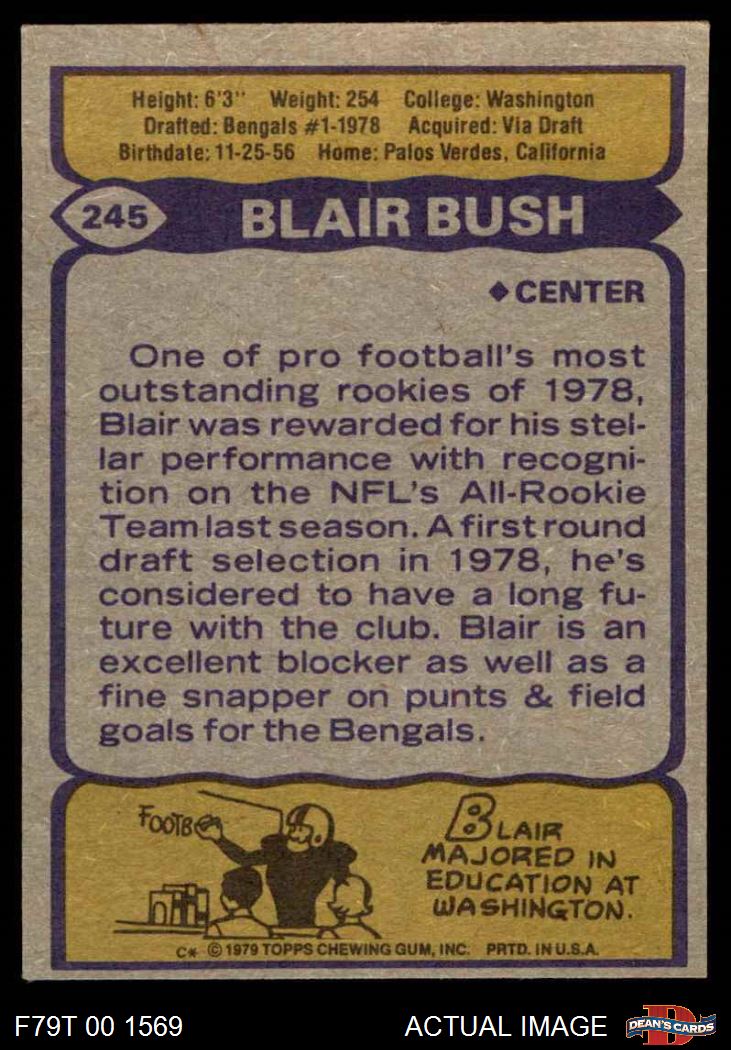 Height: 6'3" Weight: 254 College: Washington
Drafted: Bengals #1-1978 Acquired: Via Draft
Birthdate: 11-25-56 Home: Palos Verdes, California
245 BLAIR BUSH
◆CENTER
One of pro football's most
outstanding rookies of 1978,
Blair was rewarded for his stel-
lar performance with recogni-
tion on the NFL's All-Rookie
Team last season. A first round
draft selection in 1978, he's
considered to have a long fu-
ture with the club. Blair is an
excellent blocker as well as a
fine snapper on punts & field
goals for the Bengals.
FOOTB
BLAIR
MAJORED IN
EDUCATION AT
WASHINGTON.
C* © 1979 TOPPS CHEWING GUM, INC. PRTD. IN U.S.A.
F79T 00 1569 ACTUAL IMAGE D DEAN'S CARDS